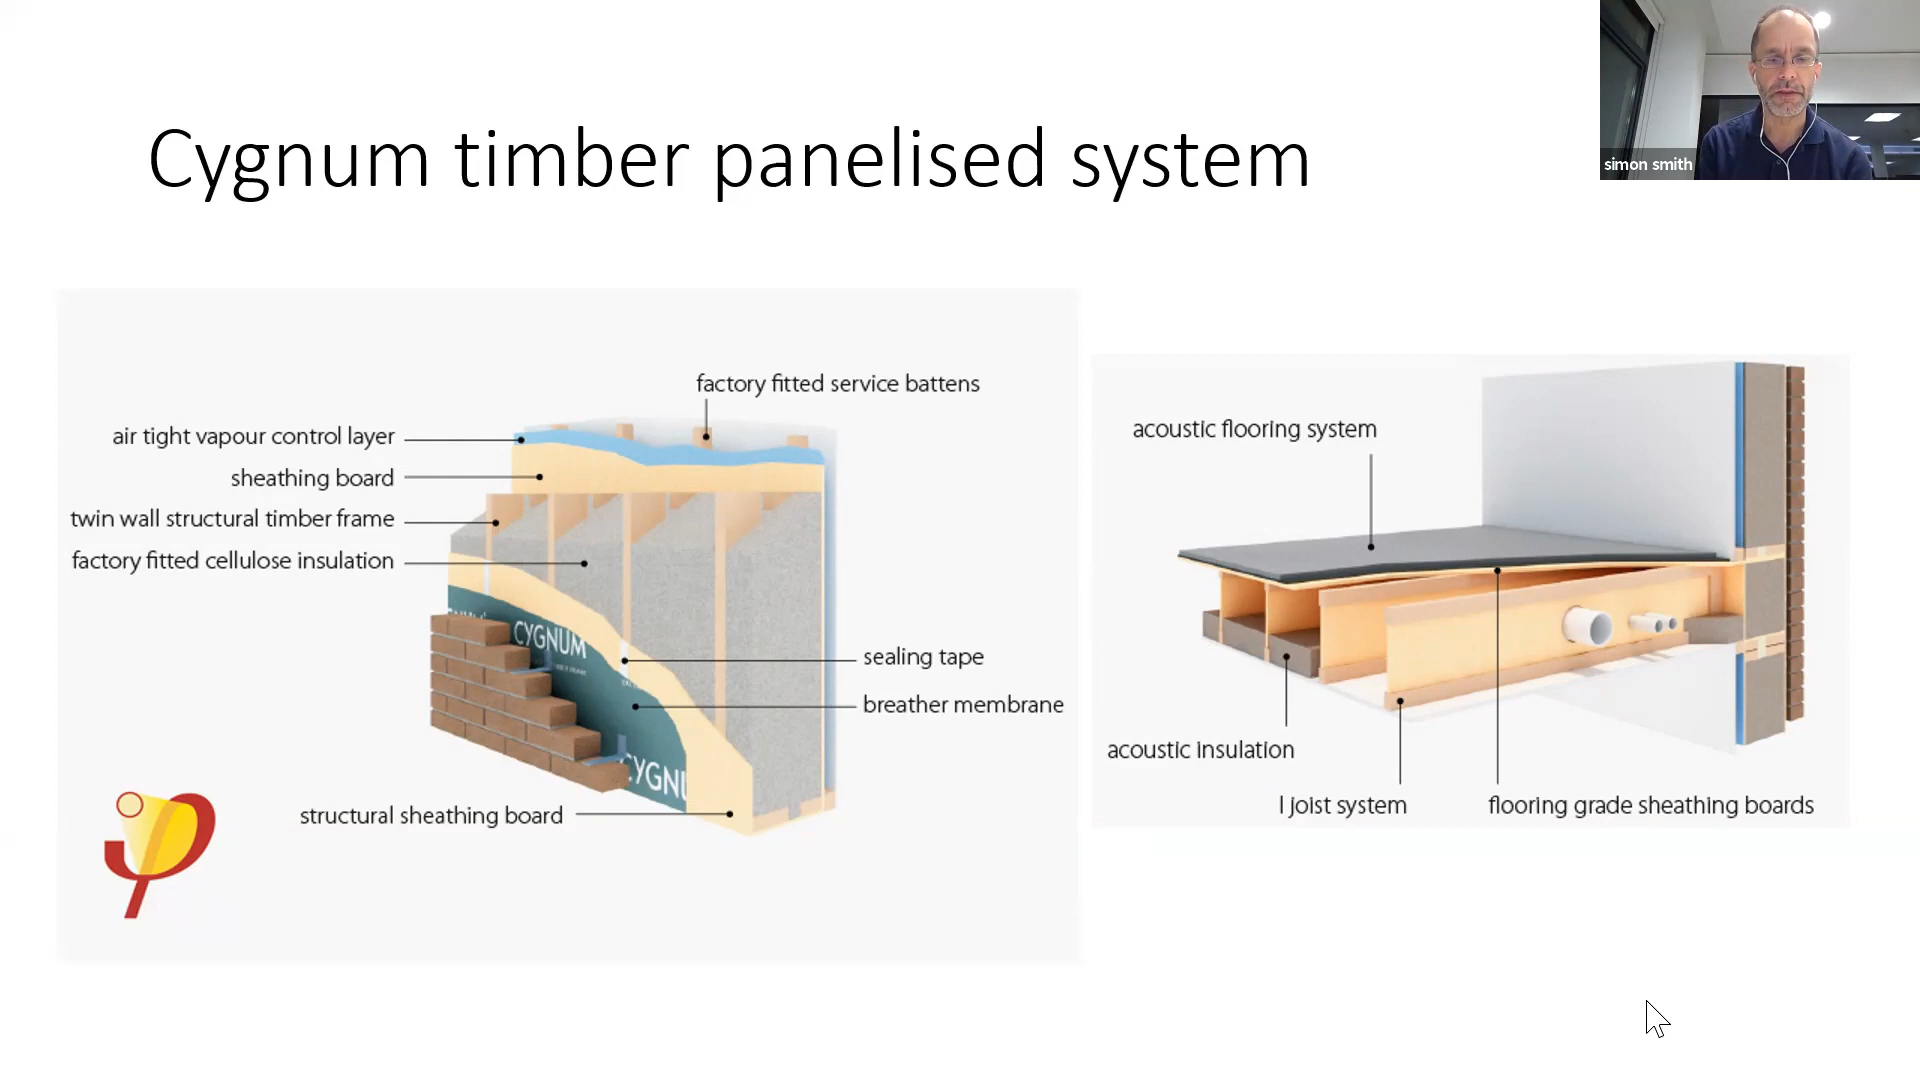 Cygnum timber panelised system
simon smith
factory fitted service battens
air tight vapour control layer
sheathing board
twin wall structural timber frame
factory fitted cellulose insulation
CYGNUM
sealing tape
breather membrane
CYGNU
structural sheathing board
acoustic flooring system
acoustic insulation
I joist system
flooring grade sheathing boards